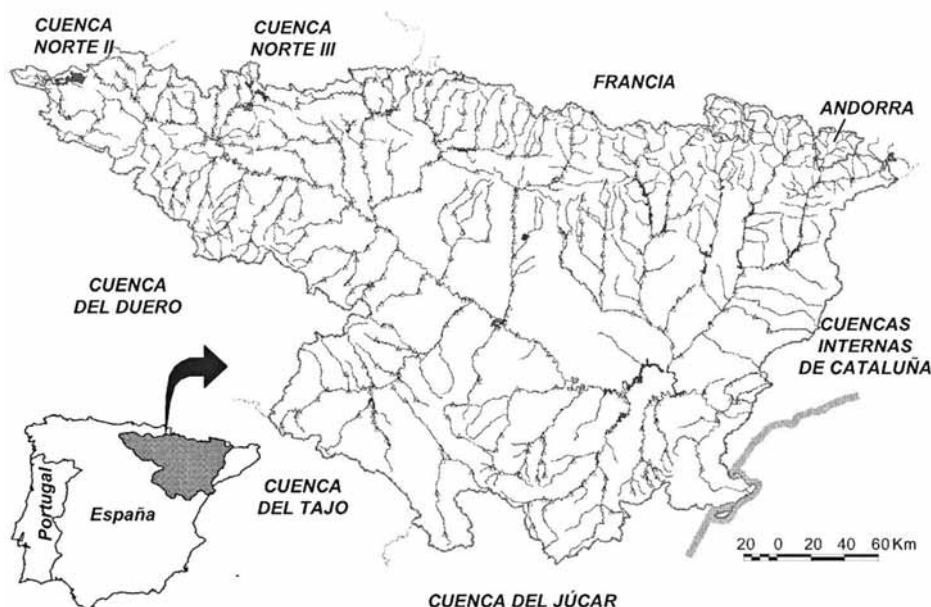 CUENCA
NORTE II
CUENCA
NORTE III
FRANCIA
ANDORRA
CUENCA
DEL DUERO
CUENCAS
INTERNAS
DE CATALUÑA
Portugal
España
CUENCA
DEL TAJO
20 0 20 40 60 Km
CUENCA DEL JÚCAR